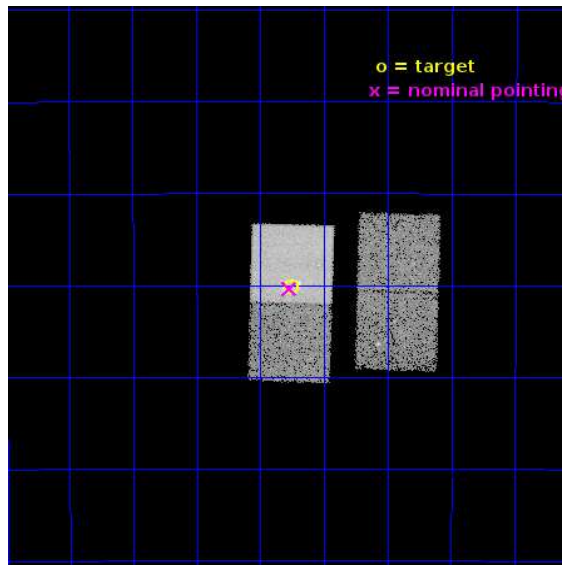 o = target
x = nominal pointing